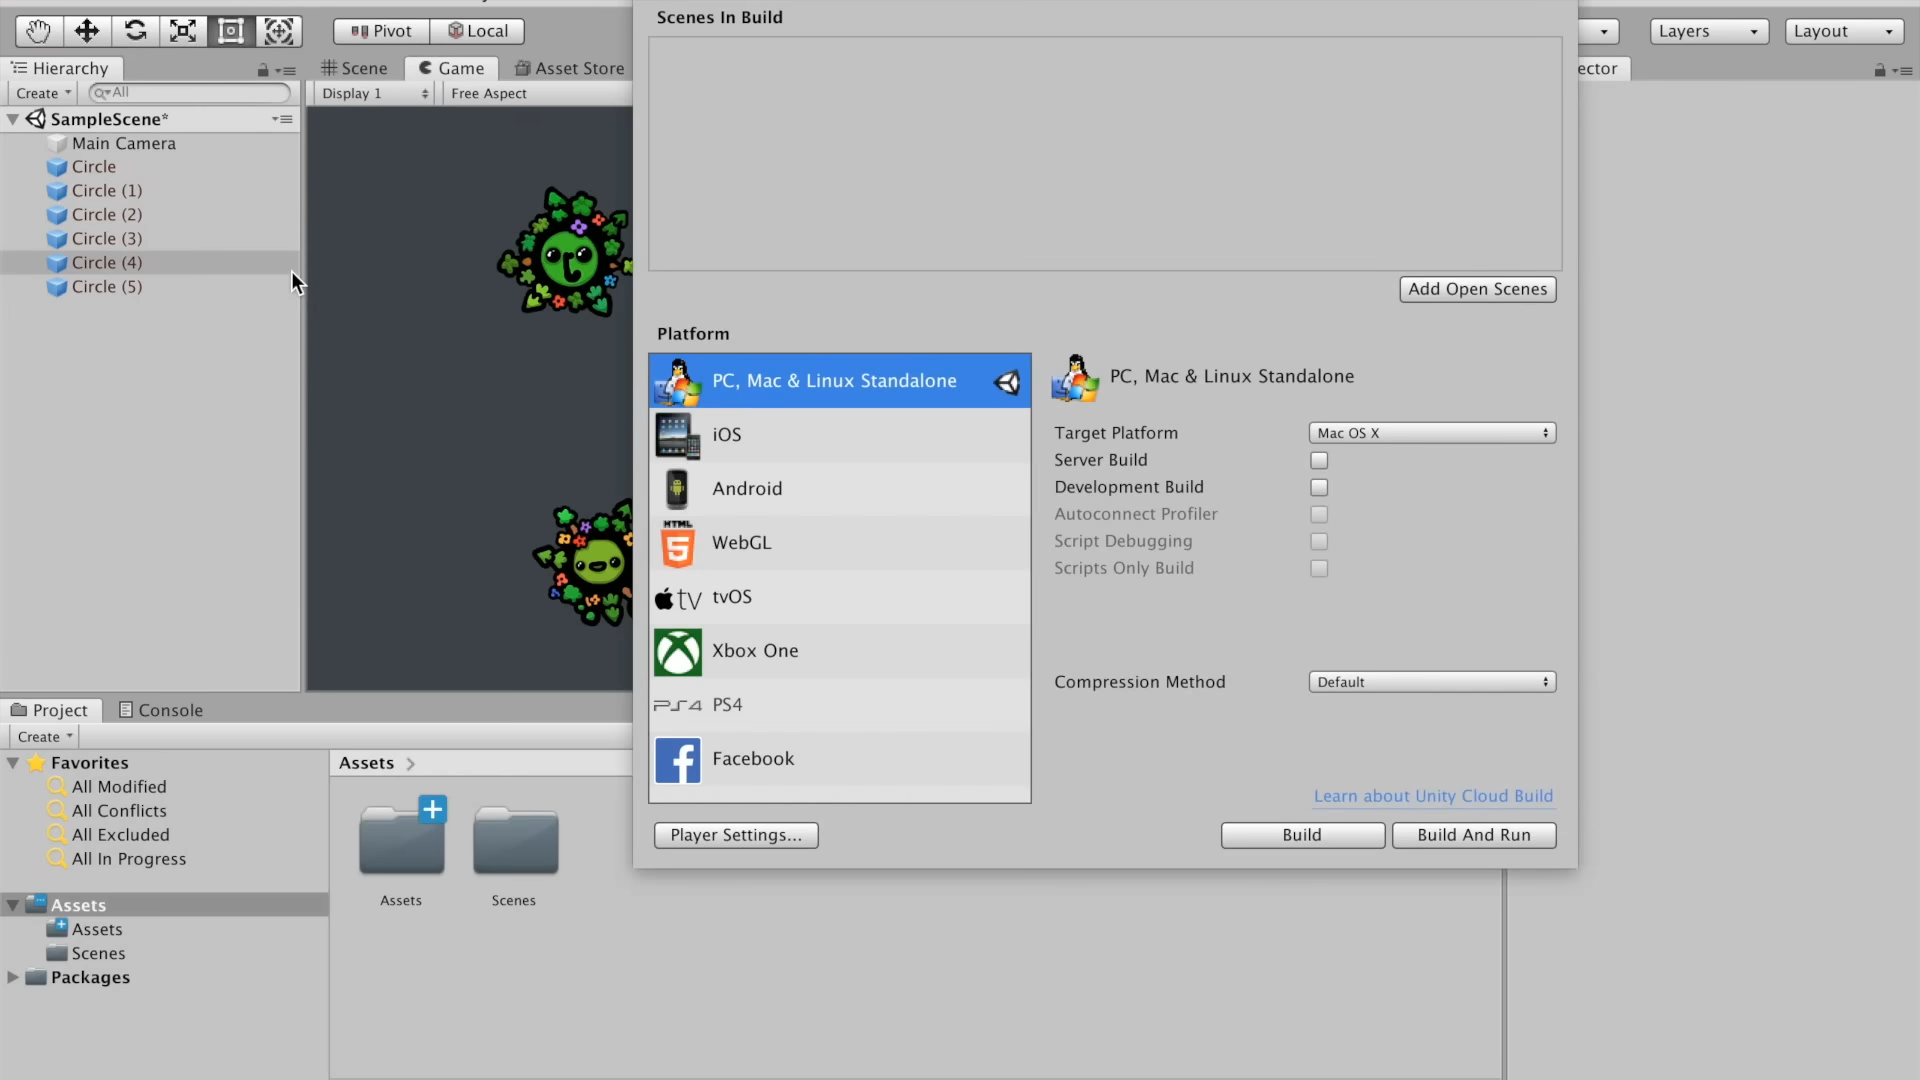 Pivot
Local
Layers
Layout
Hierarchy
Scene
Game
Asset Store
ector
Create
All
Display 1
Free Aspect
SampleScene*
Main Camera
Circle
Circle (1)
Circle (2)
Circle (3)
Circle (4)
Circle (5)
Scenes In Build
Add Open Scenes
Platform
PC, Mac & Linux Standalone
iOS
Android
HTML
5
WebGL
tv
tvOS
Xbox One
PS4
PS4
Facebook
PC, Mac & Linux Standalone
Target Platform
Mac OS X
Server Build
Development Build
Autoconnect Profiler
Script Debugging
Scripts Only Build
Compression Method
Default
Learn about Unity Cloud Build
Player Settings...
Build
Build And Run
Project
Console
Create
Favorites
All Modified
All Conflicts
All Excluded
All In Progress
Assets
Assets
Scenes
Packages
Assets
Assets
Scenes